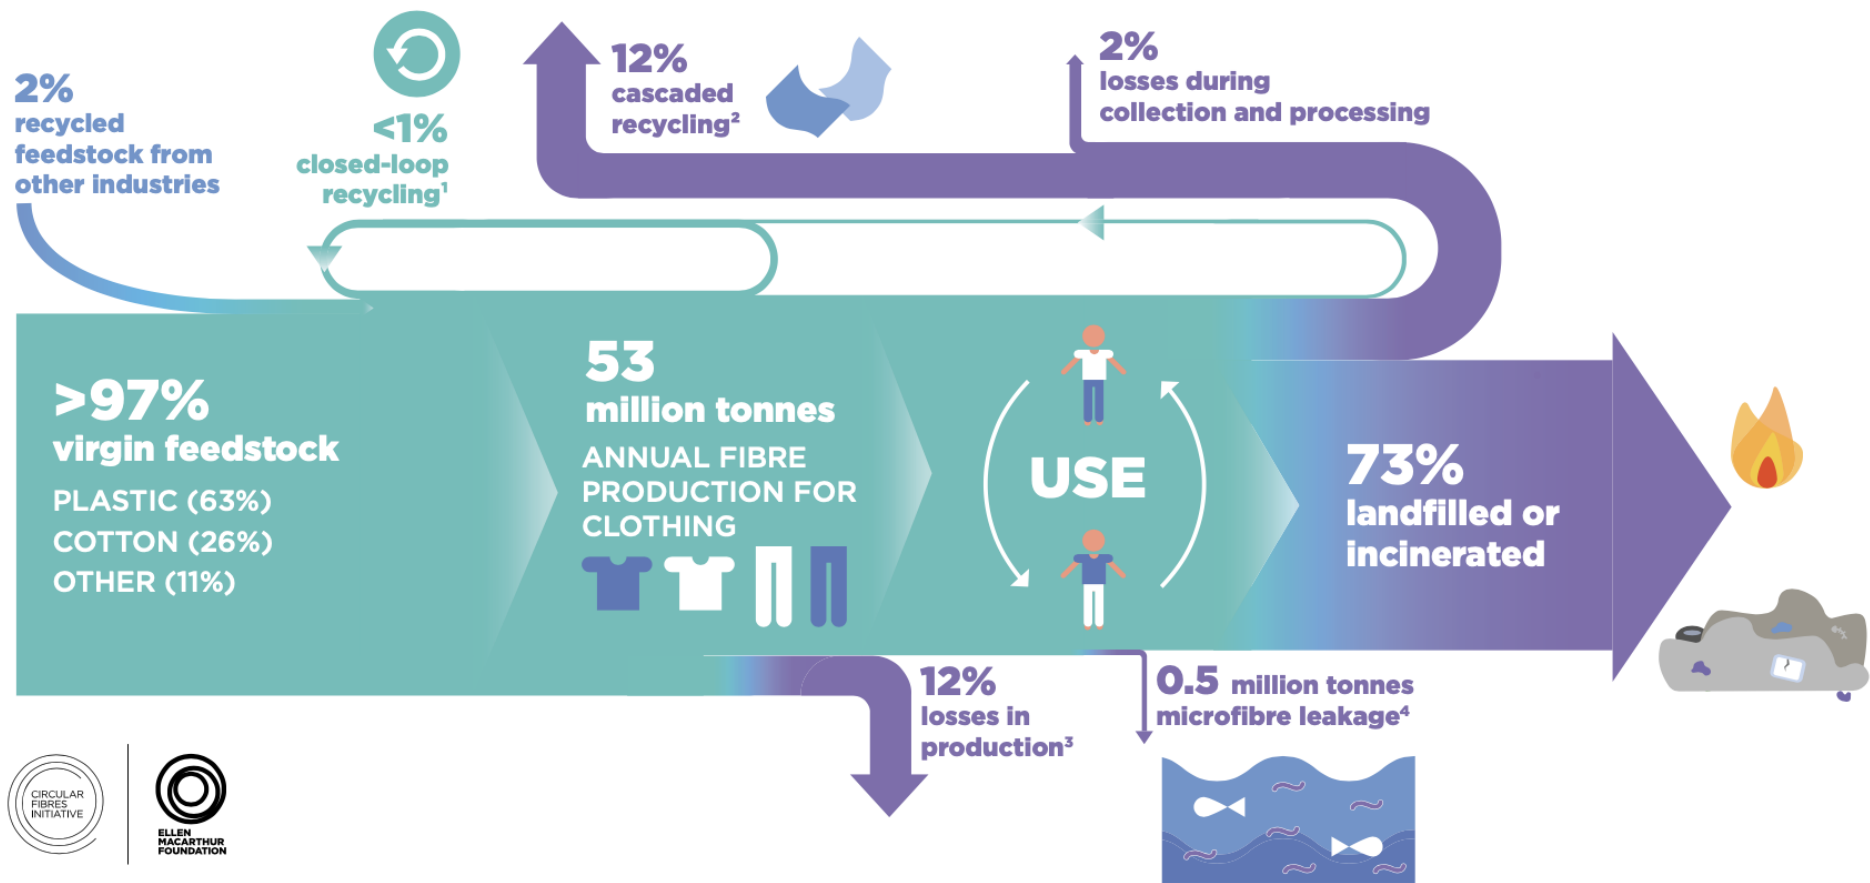 2%
recycled
feedstock from
other industries
<1%
closed-loop
recycling¹
12%
cascaded
recycling²
2%
losses during
collection and processing
>97%
virgin feedstock
PLASTIC (63%)
COTTON (26%)
OTHER (11%)
53
million tonnes
ANNUAL FIBRE
PRODUCTION FOR
CLOTHING
USE
73%
landfilled or
incinerated
12%
losses in
production³
0.5 million tonnes
microfibre leakage⁴
CIRCULAR
FIBRES
INITIATIVE
ELLEN
MACARTHUR
FOUNDATION